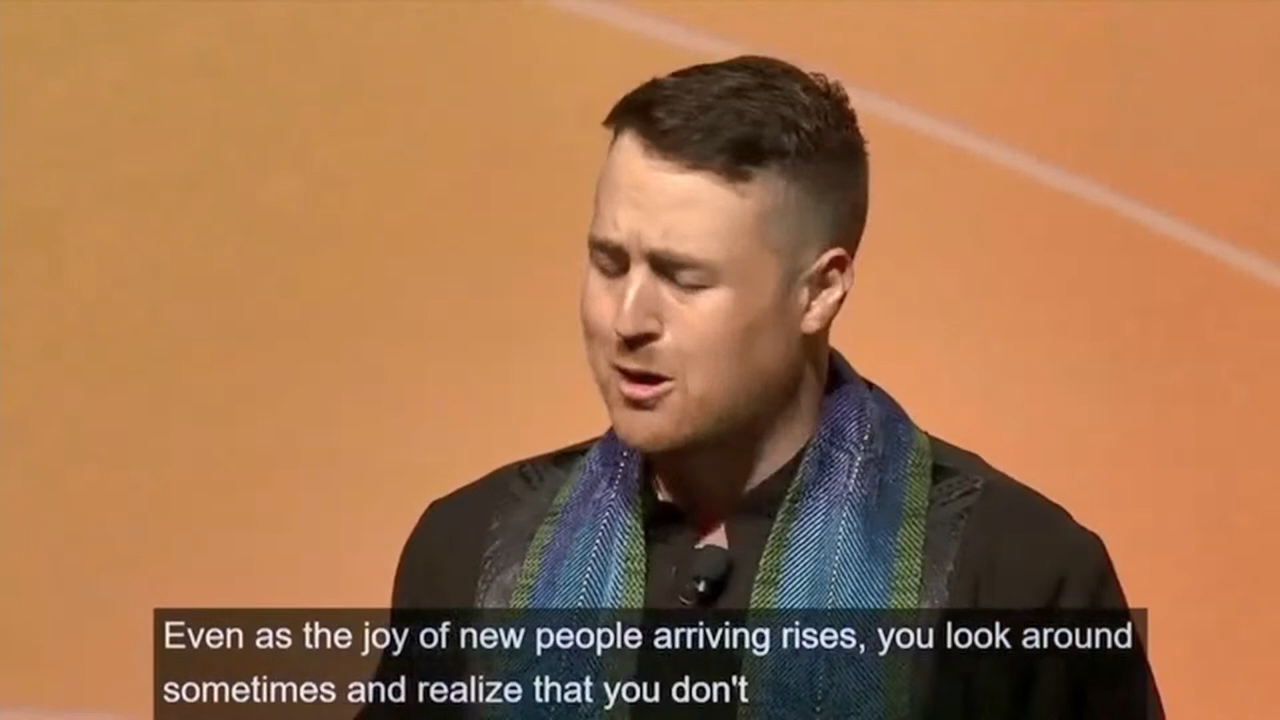 Even as the joy of new people arriving rises, you look around
sometimes and realize that you don't